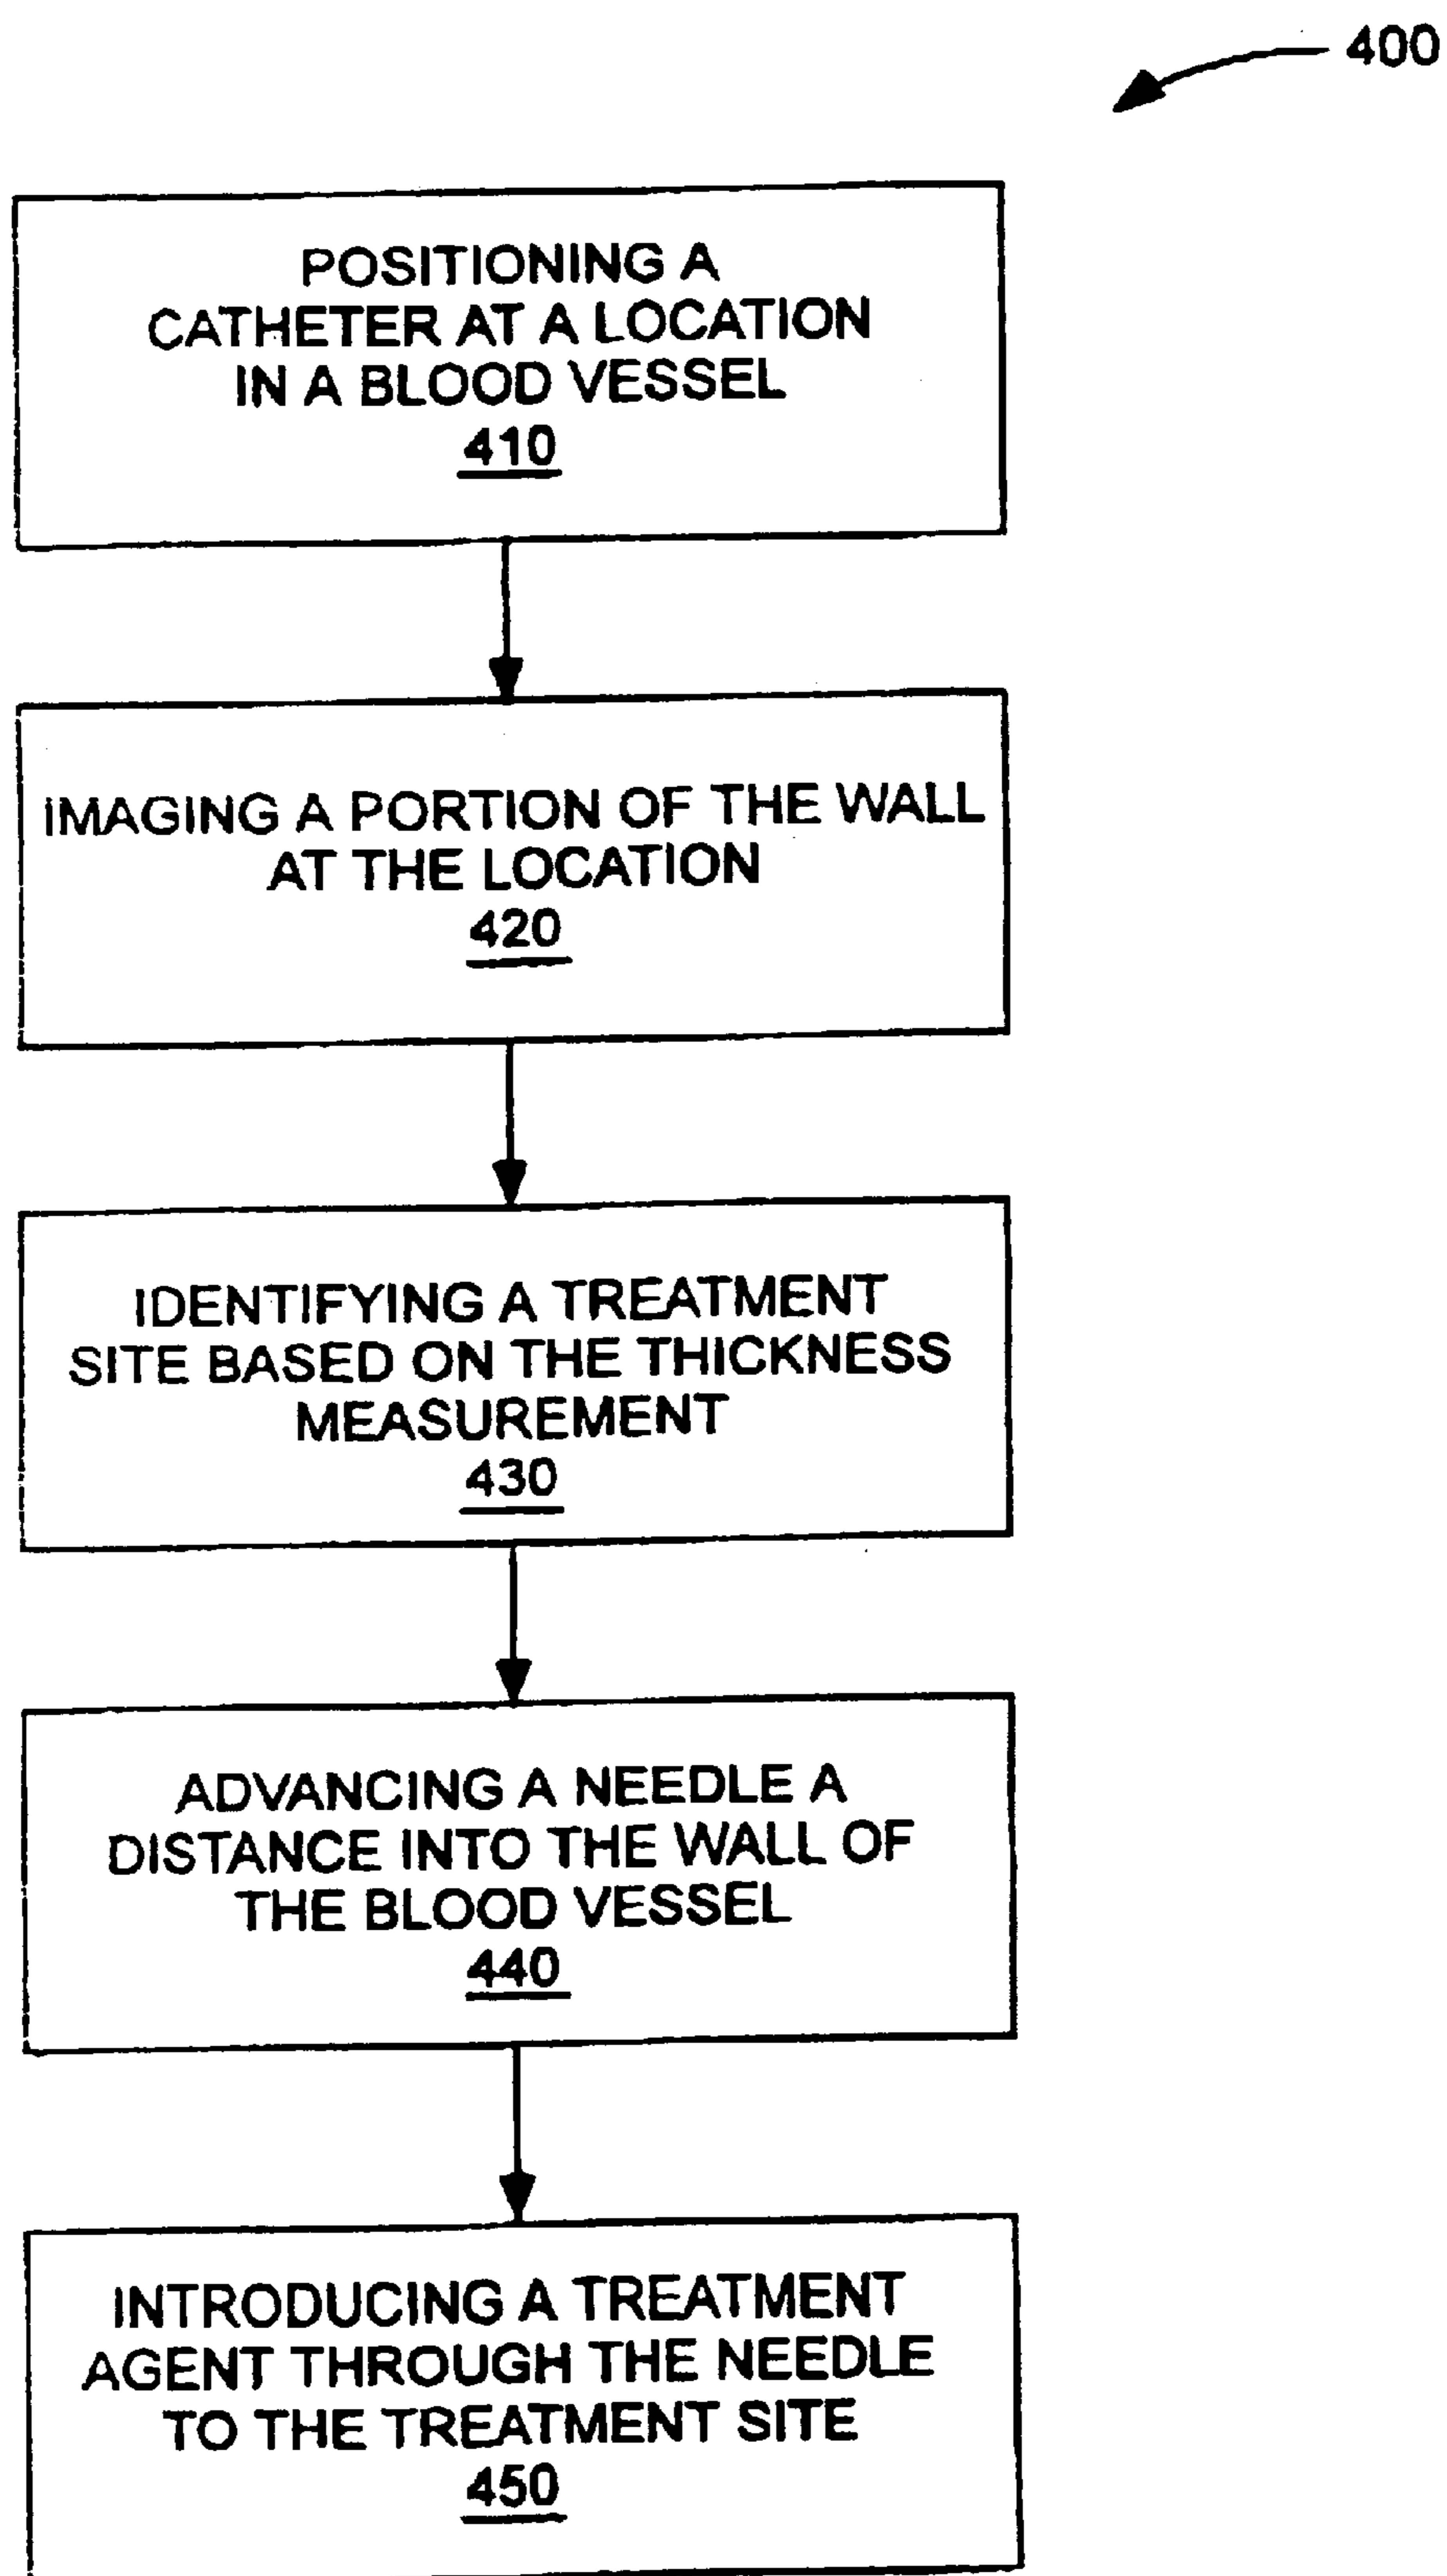 400
POSITIONING A
CATHETER AT A LOCATION
IN A BLOOD VESSEL
410
IMAGING A PORTION OF THE WALL
AT THE LOCATION
420
IDENTIFYING A TREATMENT
SITE BASED ON THE THICKNESS
MEASUREMENT
430
ADVANCING A NEEDLE A
DISTANCE INTO THE WALL OF
THE BLOOD VESSEL
440
INTRODUCING A TREATMENT
AGENT THROUGH THE NEEDLE
TO THE TREATMENT SITE
450